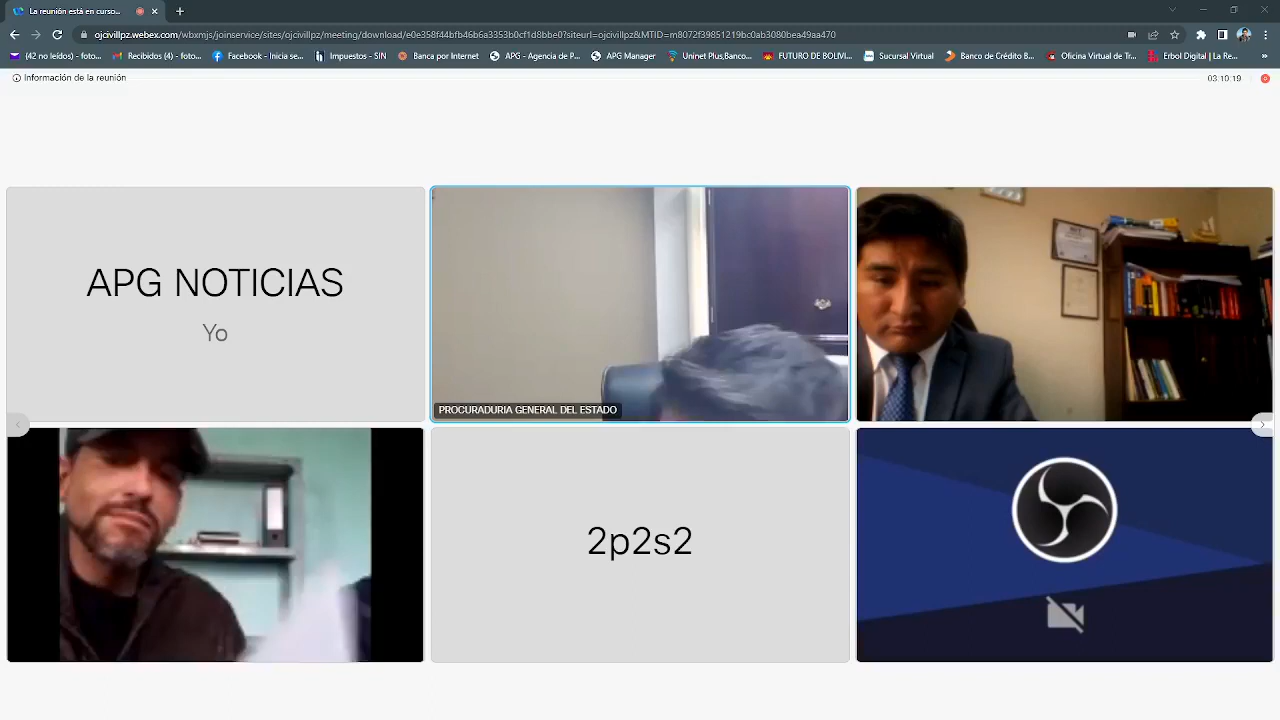 La reunión está en curso...
ojcivillpz.webex.com/wbxmjs/joinservice/sites/ojcivillpz/meeting/download/e0e358f44bfb46b6a3353b0cf1d6bbe0?siteurl=ojcivillpz&MTID=m8072f39851219bc0ab3080bea49aa470
(42 no leídos) - foto...
Recibidos (4) - foto...
Facebook - Inicia se...
Impuestos - SIN
Banca por Internet
APG - Agencia de P...
APG Manager
Uninet Plus,Banco...
FUTURO DE BOLIVI...
Sucursal Virtual
Banco de Crédito B...
Oficina Virtual de Tr...
Erbol Digital | La Re...
Información de la reunión
03:10:19
APG NOTICIAS
Yo
PROCURADURIA GENERAL DEL ESTADO
2p2s2